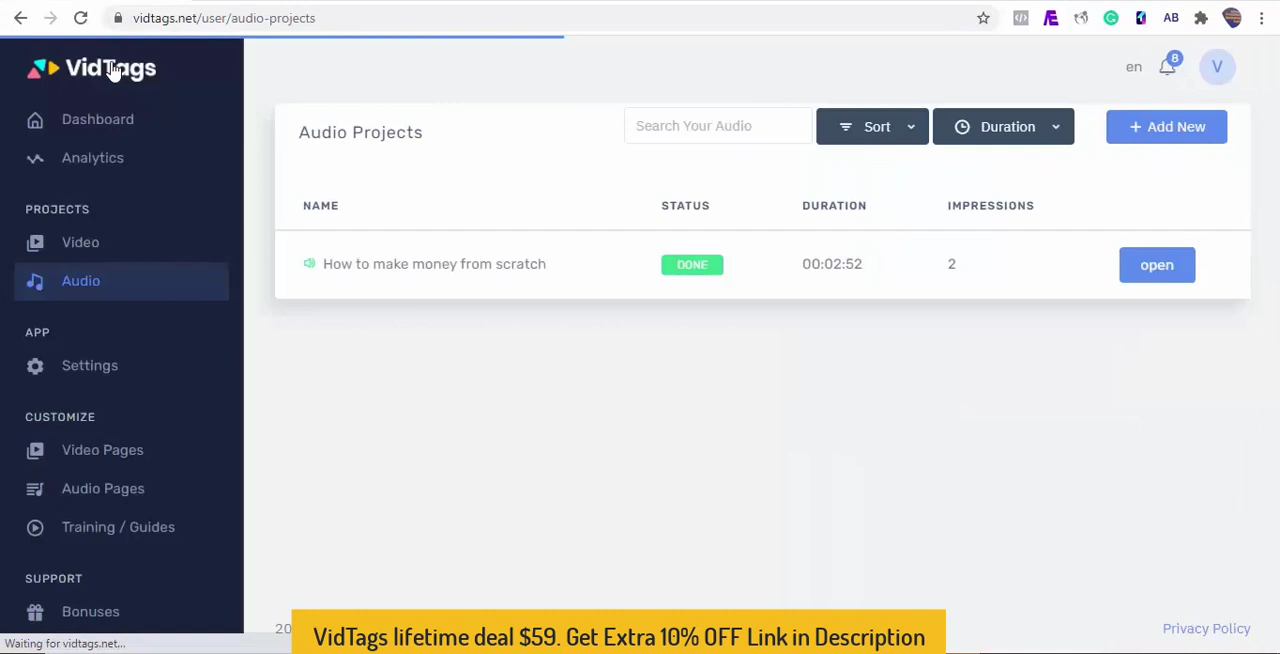 vidtags.net/user/audio-projects
AB
VidTags
en
8
V
Dashboard
Analytics
PROJECTS
Video
Audio
APP
Settings
CUSTOMIZE
Video Pages
Audio Pages
Training / Guides
SUPPORT
Bonuses
Audio Projects
Search Your Audio
Sort
Duration
+ Add New
NAME STATUS DURATION IMPRESSIONS
How to make money from scratch DONE 00:02:52 2 open
Waiting for vidtags.net...
20
Privacy Policy
VidTags lifetime deal $59. Get Extra 10% OFF Link in Description